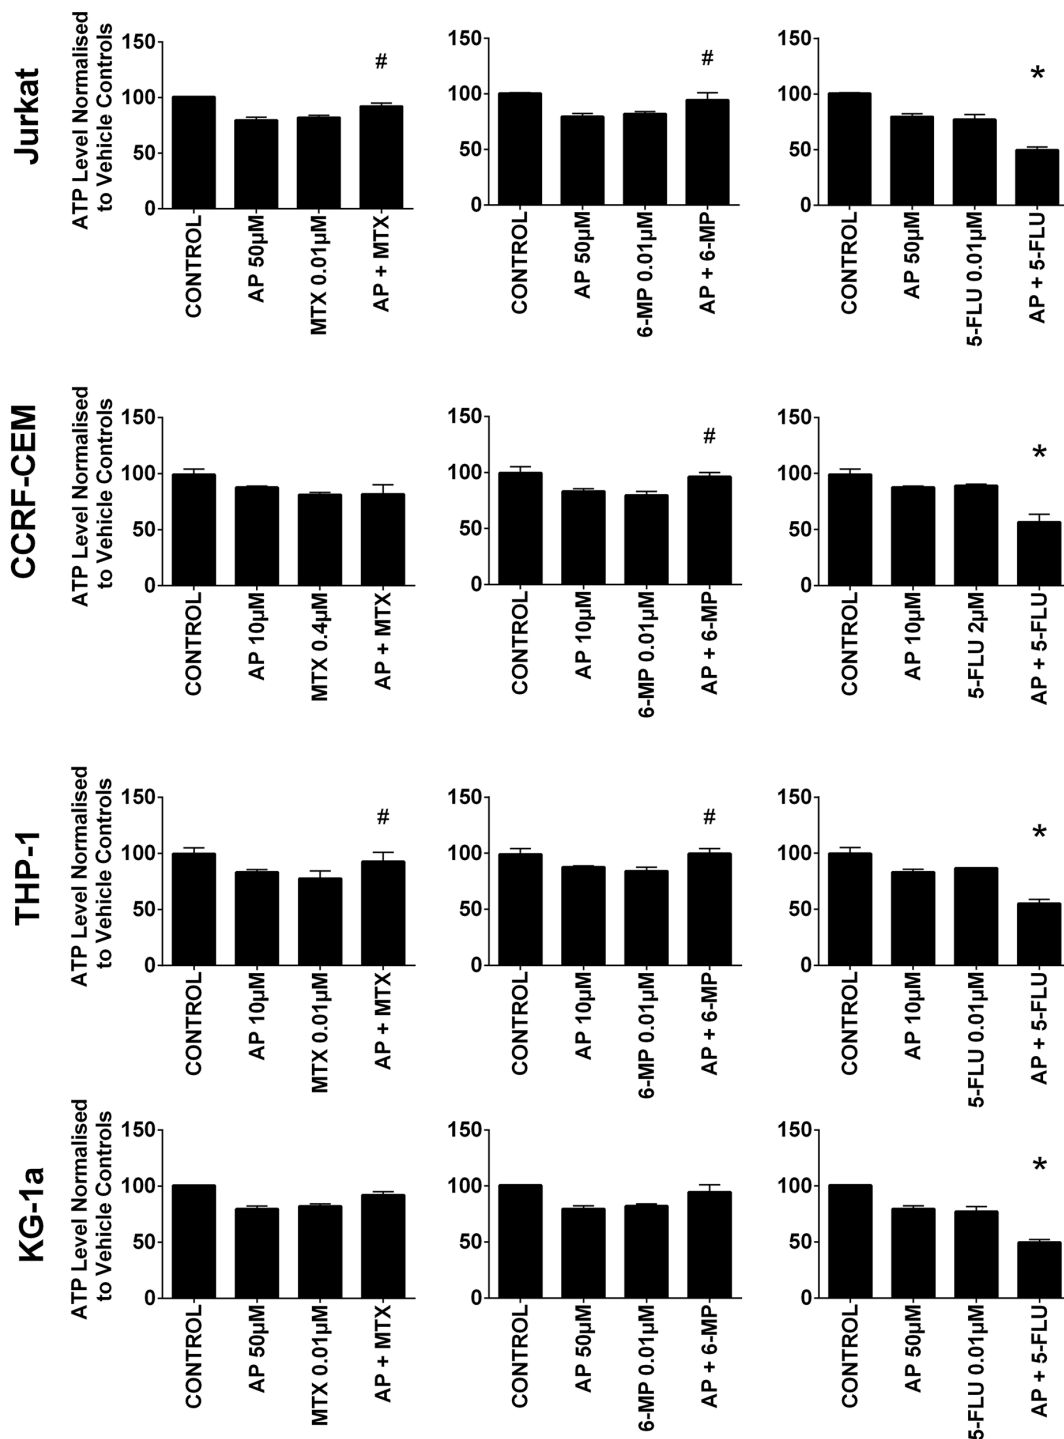 Jurkat
ATP Level Normalised
to Vehicle Controls
150
100
50
0
CONTROL
AP 50µM
MTX 0.01µM
AP + MTX
#
150
100
50
0
CONTROL
AP 50µM
6-MP 0.01µM
AP + 6-MP
#
150
100
50
0
CONTROL
AP 50µM
5-FLU 0.01µM
AP + 5-FLU
*
CCRF-CEM
ATP Level Normalised
to Vehicle Controls
150
100
50
0
CONTROL
AP 10µM
MTX 0.4µM
AP + MTX
150
100
50
0
CONTROL
AP 10µM
6-MP 0.01µM
AP + 6-MP
#
150
100
50
0
CONTROL
AP 10µM
5-FLU 2µM
AP + 5-FLU
*
THP-1
ATP Level Normalised
to Vehicle Controls
150
100
50
0
CONTROL
AP 10µM
MTX 0.01µM
AP + MTX
#
150
100
50
0
CONTROL
AP 10µM
6-MP 0.01µM
AP + 6-MP
#
150
100
50
0
CONTROL
AP 10µM
5-FLU 0.01µM
AP + 5-FLU
*
KG-1a
ATP Level Normalised
to Vehicle Controls
150
100
50
0
CONTROL
AP 50µM
MTX 0.01µM
AP + MTX
150
100
50
0
CONTROL
AP 50µM
6-MP 0.01µM
AP + 6-MP
150
100
50
0
CONTROL
AP 50µM
5-FLU 0.01µM
AP + 5-FLU
*